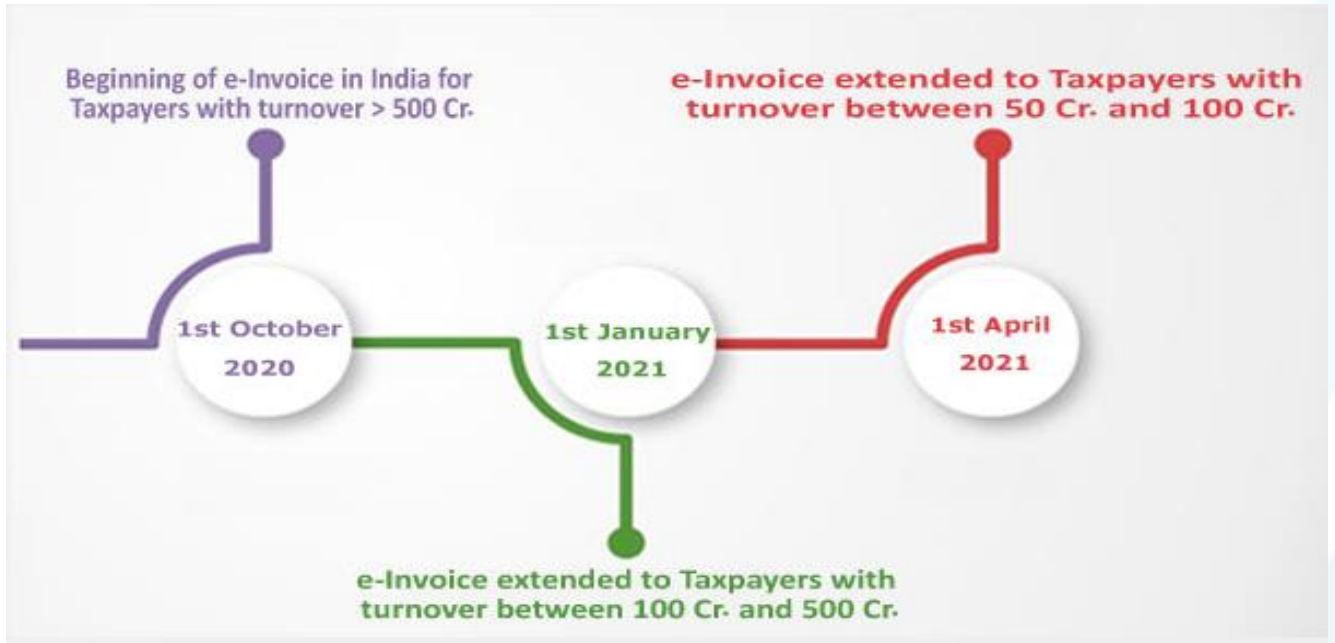 Beginning of e-Invoice in India for
Taxpayers with turnover > 500 Cr.
e-Invoice extended to Taxpayers with
turnover between 50 Cr. and 100 Cr.
1st October
2020
1st January
2021
1st April
2021
e-Invoice extended to Taxpayers with
turnover between 100 Cr. and 500 Cr.